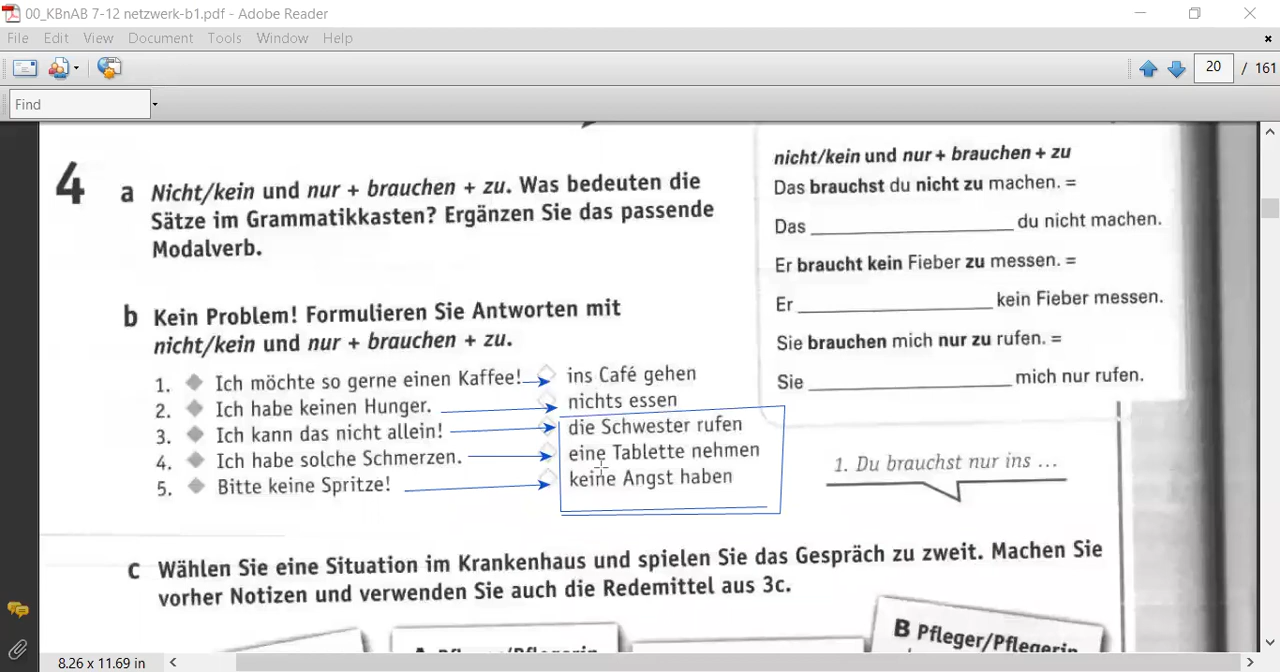 00_KBnAB 7-12 netzwerk-b1.pdf - Adobe Reader
File Edit View Document Tools Window Help
20 / 161
Find
4
a Nicht/kein und nur + brauchen + zu. Was bedeuten die
Sätze im Grammatikkasten? Ergänzen Sie das passende
Modalverb.
nicht/kein und nur + brauchen + zu
Das brauchst du nicht zu machen. =
Das ____ du nicht machen.
Er braucht kein Fieber zu messen. =
Er ____ kein Fieber messen.
Sie brauchen mich nur zu rufen. =
Sie ____ mich nur rufen.
b Kein Problem! Formulieren Sie Antworten mit
nicht/kein und nur + brauchen + zu.
1. Ich möchte so gerne einen Kaffee! ins Café gehen
2. Ich habe keinen Hunger. nichts essen
3. Ich kann das nicht allein! die Schwester rufen
4. Ich habe solche Schmerzen. eine Tablette nehmen
5. Bitte keine Spritze! keine Angst haben
1. Du brauchst nur ins ...
c Wählen Sie eine Situation im Krankenhaus und spielen Sie das Gespräch zu zweit. Machen Sie
vorher Notizen und verwenden Sie auch die Redemittel aus 3c.
B Pfleger/Pflegerin
8.26 x 11.69 in